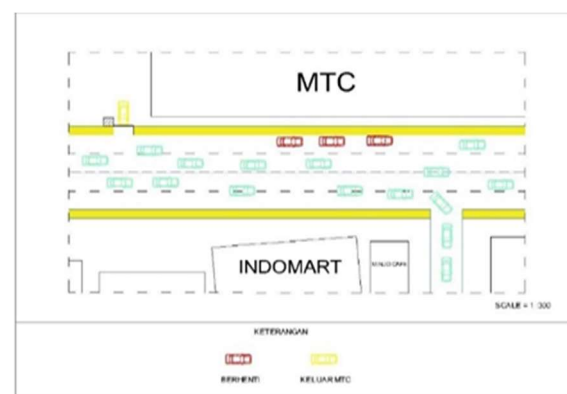 MTC
INDOMART
SCALE = 1 :300
KETERANGAN
BERHENTI
KELUAR MTC